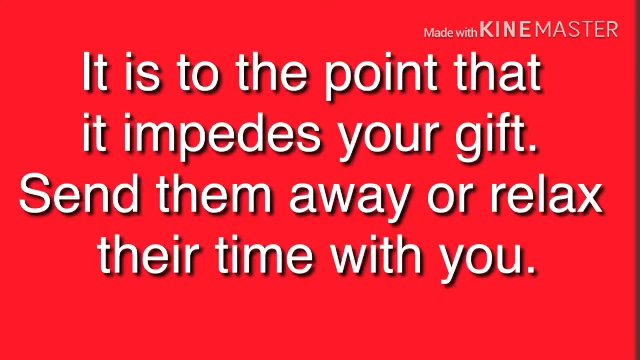 Made with KINEMASTER
It is to the point that
it impedes your gift.
Send them away or relax
their time with you.